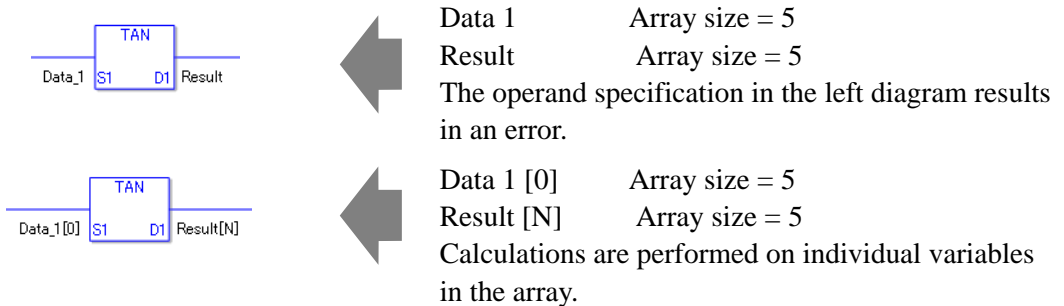 TAN
Data_1 S1 D1 Result
Data 1 Array size = 5
Result Array size = 5
The operand specification in the left diagram results
in an error.
TAN
Data_1[0] S1 D1 Result[N]
Data 1 [0] Array size = 5
Result [N] Array size = 5
Calculations are performed on individual variables
in the array.